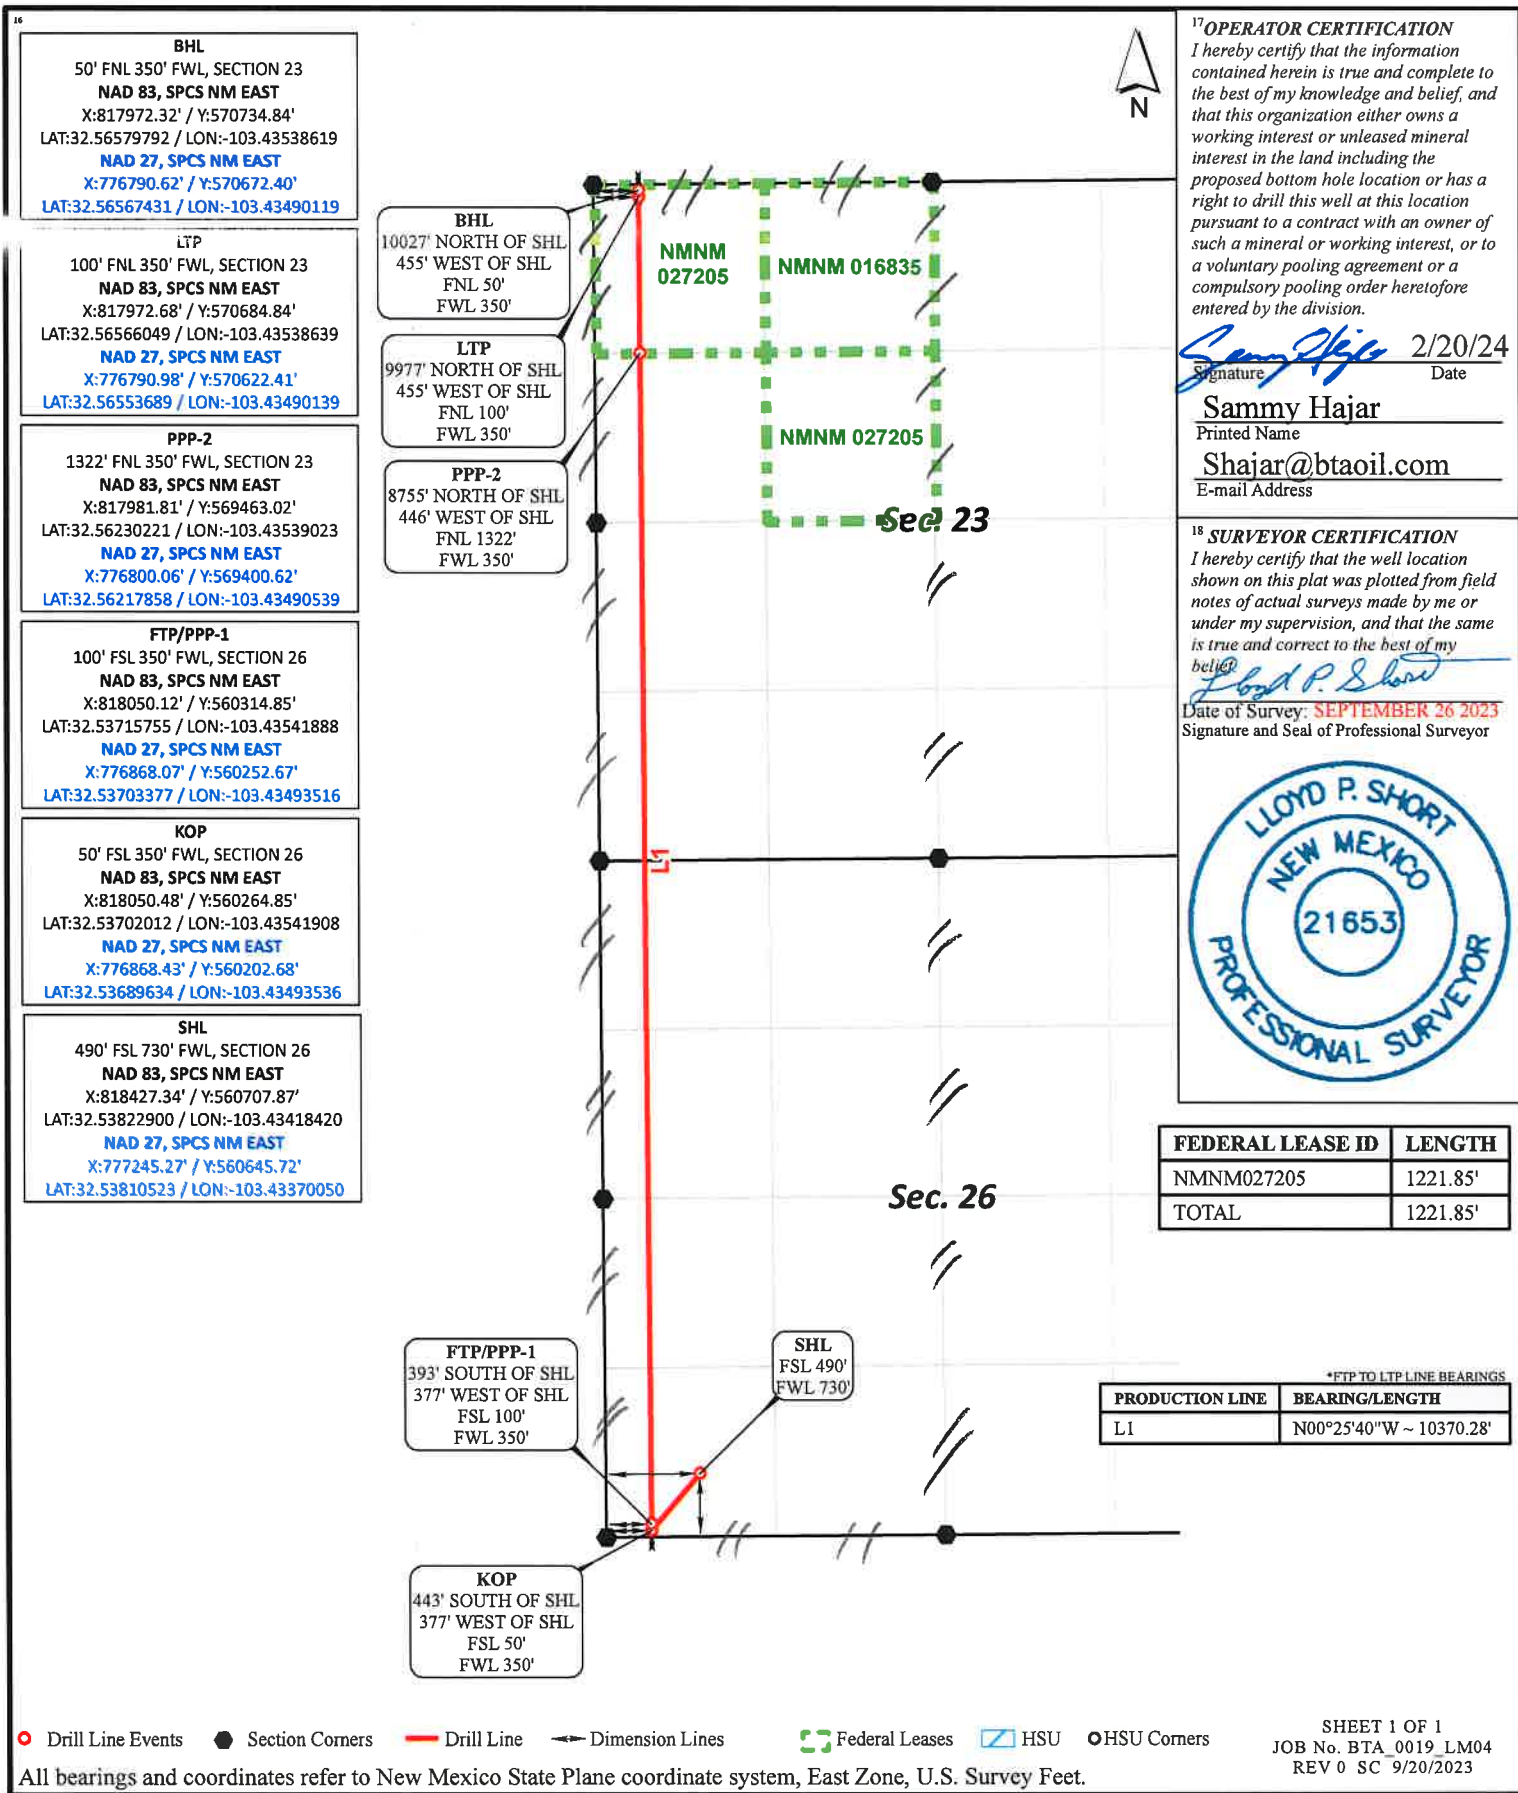 16
BHL
50' FNL 350' FWL, SECTION 23
NAD 83, SPCS NM EAST
X:817972.32' / Y:570734.84'
LAT:32.56579792 / LON:-103.43538619
NAD 27, SPCS NM EAST
X:776790.62' / Y:570672.40'
LAT:32.56567431 / LON:-103.43490119
LTP
100' FNL 350' FWL, SECTION 23
NAD 83, SPCS NM EAST
X:817972.68' / Y:570684.84'
LAT:32.56566049 / LON:-103.43538639
NAD 27, SPCS NM EAST
X:776790.98' / Y:570622.41'
LAT:32.56553689 / LON:-103.43490139
PPP-2
1322' FNL 350' FWL, SECTION 23
NAD 83, SPCS NM EAST
X:817981.81' / Y:569463.02'
LAT:32.56230221 / LON:-103.43539023
NAD 27, SPCS NM EAST
X:776800.06' / Y:569400.62'
LAT:32.56217858 / LON:-103.43490539
FTP/PPP-1
100' FSL 350' FWL, SECTION 26
NAD 83, SPCS NM EAST
X:818050.12' / Y:560314.85'
LAT:32.53715755 / LON:-103.43541888
NAD 27, SPCS NM EAST
X:776868.07' / Y:560252.67'
LAT:32.53703377 / LON:-103.43493516
KOP
50' FSL 350' FWL, SECTION 26
NAD 83, SPCS NM EAST
X:818050.48' / Y:560264.85'
LAT:32.53702012 / LON:-103.43541908
NAD 27, SPCS NM EAST
X:776868.43' / Y:560202.68'
LAT:32.53689634 / LON:-103.43493536
SHL
490' FSL 730' FWL, SECTION 26
NAD 83, SPCS NM EAST
X:818427.34' / Y:560707.87'
LAT:32.53822900 / LON:-103.43418420
NAD 27, SPCS NM EAST
X:777245.27' / Y:560645.72'
LAT:32.53810523 / LON:-103.43370050
N
BHL
10027' NORTH OF SHL
455' WEST OF SHL
FNL 50'
FWL 350'
LTP
9977' NORTH OF SHL
455' WEST OF SHL
FNL 100'
FWL 350'
PPP-2
8755' NORTH OF SHL
446' WEST OF SHL
FNL 1322'
FWL 350'
NMNM
027205
NMNM 016835
NMNM 027205
Sec. 23
L1
Sec. 26
FTP/PPP-1
393' SOUTH OF SHL
377' WEST OF SHL
FSL 100'
FWL 350'
SHL
FSL 490'
FWL 730'
KOP
443' SOUTH OF SHL
377' WEST OF SHL
FSL 50'
FWL 350'
17 OPERATOR CERTIFICATION
I hereby certify that the information
contained herein is true and complete to
the best of my knowledge and belief, and
that this organization either owns a
working interest or unleased mineral
interest in the land including the
proposed bottom hole location or has a
right to drill this well at this location
pursuant to a contract with an owner of
such a mineral or working interest, or to
a voluntary pooling agreement or a
compulsory pooling order heretofore
entered by the division.
Sammy Hajar 2/20/24
Signature Date
Sammy Hajar
Printed Name
Shajar@btaoil.com
E-mail Address
18 SURVEYOR CERTIFICATION
I hereby certify that the well location
shown on this plat was plotted from field
notes of actual surveys made by me or
under my supervision, and that the same
is true and correct to the best of my
belief.
Lloyd P. Short
Date of Survey: SEPTEMBER 26 2023
Signature and Seal of Professional Surveyor
LLOYD P. SHORT
NEW MEXICO
21653
PROFESSIONAL SURVEYOR
FEDERAL LEASE ID LENGTH
NMNM027205 1221.85'
TOTAL 1221.85'
*FTP TO LTP LINE BEARINGS
PRODUCTION LINE BEARING/LENGTH
L1 N00°25'40"W ~ 10370.28'
Drill Line Events Section Corners Drill Line Dimension Lines Federal Leases HSU HSU Corners
All bearings and coordinates refer to New Mexico State Plane coordinate system, East Zone, U.S. Survey Feet.
SHEET 1 OF 1
JOB No. BTA_0019_LM04
REV 0 SC 9/20/2023